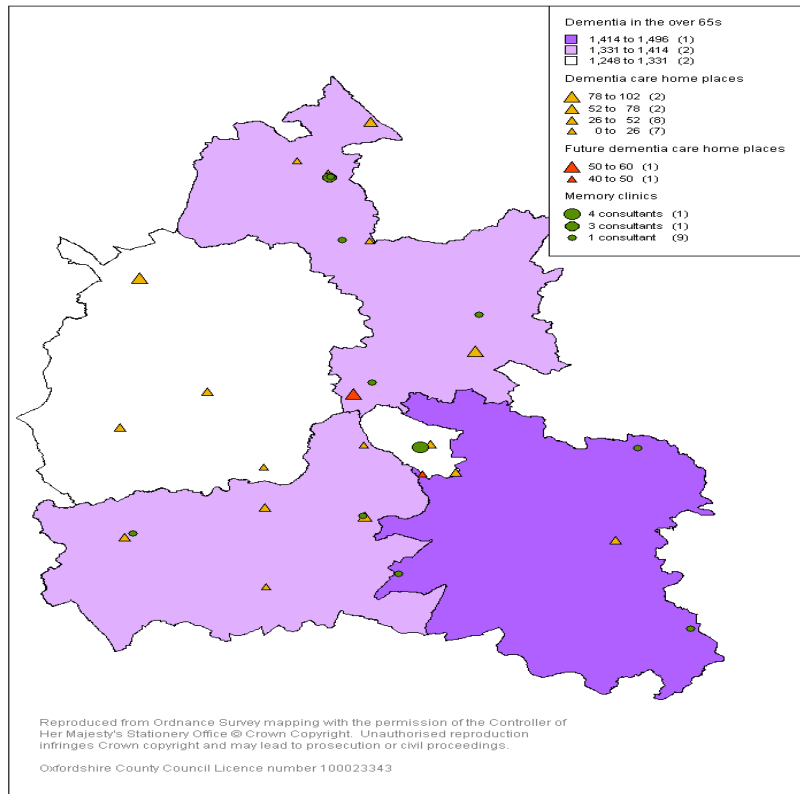 Dementia in the over 65s
1,414 to 1,496 (1)
1,331 to 1,414 (2)
1,248 to 1,331 (2)
Dementia care home places
78 to 102 (2)
52 to 78 (2)
26 to 52 (8)
0 to 26 (7)
Future dementia care home places
50 to 60 (1)
40 to 50 (1)
Memory clinics
4 consultants (1)
3 consultants (1)
1 consultant (9)
Reproduced from Ordnance Survey mapping with the permission of the Controller of
Her Majesty's Stationery Office © Crown Copyright. Unauthorised reproduction
infringes Crown copyright and may lead to prosecution or civil proceedings.
Oxfordshire County Council Licence number 100023343